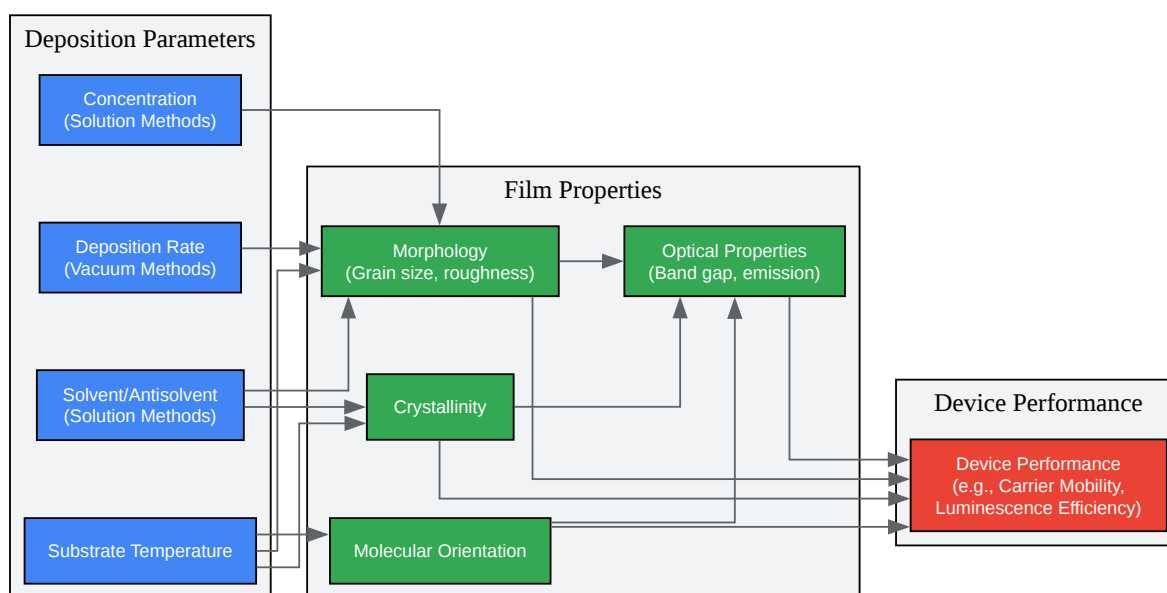 Deposition Parameters
Concentration
(Solution Methods)
Deposition Rate
(Vacuum Methods)
Solvent/Antisolvent
(Solution Methods)
Substrate Temperature
Film Properties
Morphology
(Grain size, roughness)
Optical Properties
(Band gap, emission)
Crystallinity
Molecular Orientation
Device Performance
Device Performance
(e.g., Carrier Mobility,
Luminescence Efficiency)